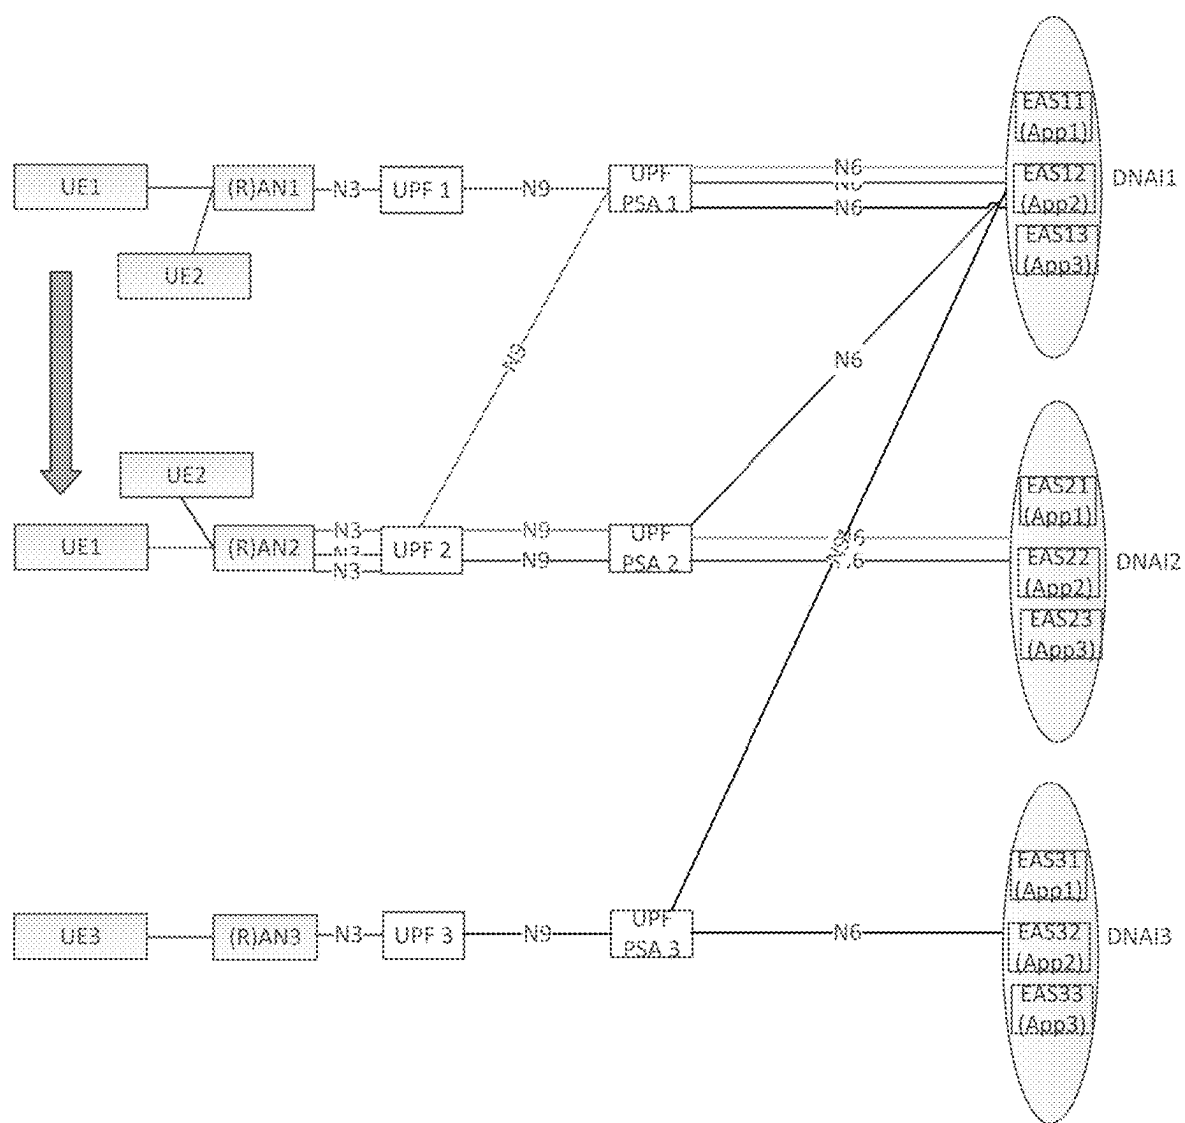 EAS11
(App1)
UE1
(R)AN1
N3
UPF 1
N9
UPF
PSA 1
N6
N6
EAS12
(App2)
DNAI1
EAS13
(App3)
UE2
N9
N6
UE2
UE1
(R)AN2
N3
N3
N3
UPF 2
N9
N9
UPF
PSA 2
EAS21
(App1)
EAS22
(App2)
DNAI2
EAS23
(App3)
UE3
(R)AN3
N3
UPF 3
N9
UPF
PSA 3
N6
EAS31
(App1)
EAS32
(App2)
DNAI3
EAS33
(App3)